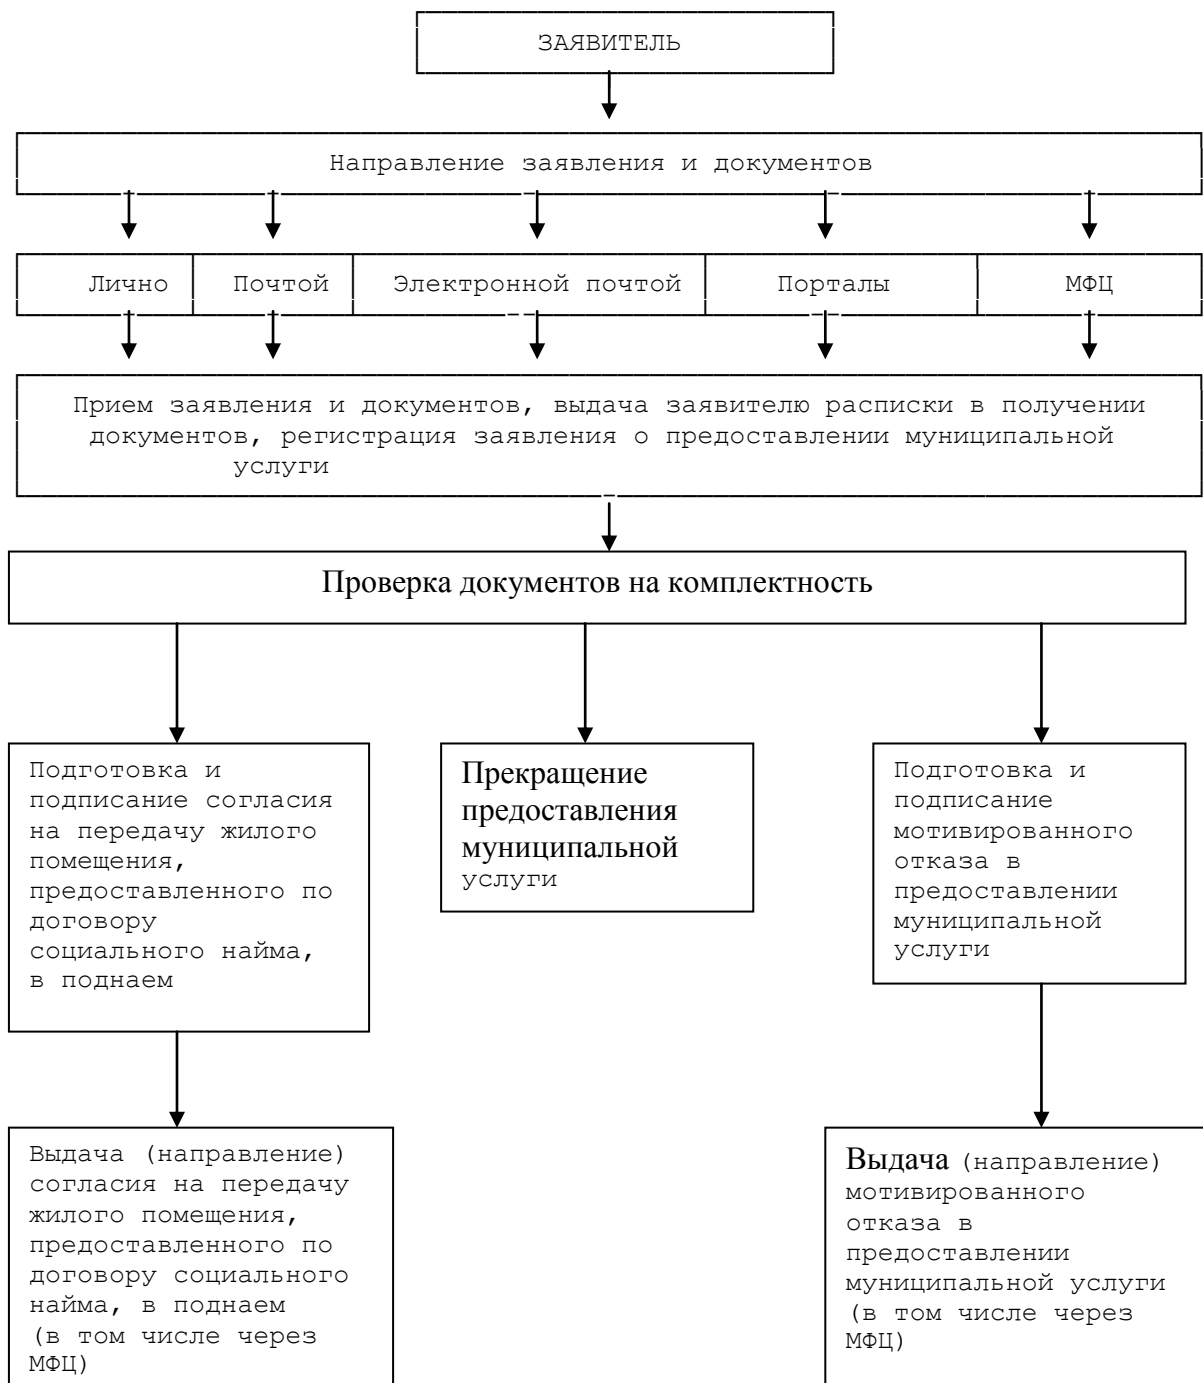 ЗАЯВИТЕЛЬ
Направление заявления и документов
Лично
Почтой
Электронной почтой
Порталы
МФЦ
Прием заявления и документов, выдача заявителю расписки в получении
документов, регистрация заявления о предоставлении муниципальной
услуги
Проверка документов на комплектность
Подготовка и
подписание согласия
на передачу жилого
помещения,
предоставленного по
договору
социального найма,
в поднаем
Прекращение
предоставления
муниципальной
услуги
Подготовка и
подписание
мотивированного
отказа в
предоставлении
муниципальной
услуги
Выдача (направление)
согласия на передачу
жилого помещения,
предоставленного по
договору социального
найма, в поднаем
(в том числе через
МФЦ)
Выдача (направление)
мотивированного
отказа в
предоставлении
муниципальной услуги
(в том числе через
МФЦ)